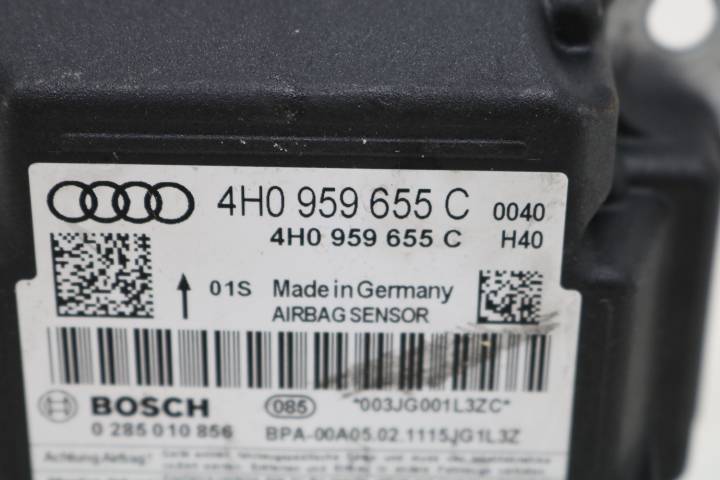 4H0 959 655 C 0040
4H0 959 655 C H40
01S Made in Germany
AIRBAG SENSOR
BOSCH 085 *003JG001L3ZC*
0 285 010 856 BPA-00A05.02.1115JG1L3Z
Achtung Airbag!